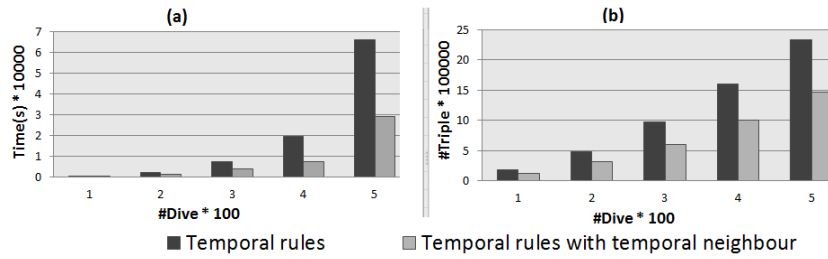 (a)
Time(s) * 10000
7
6
5
4
3
2
1
0
1 2 3 4 5
#Dive * 100
(b)
#Triple * 100000
25
20
15
10
5
0
1 2 3 4 5
#Dive * 100
Temporal rules
Temporal rules with temporal neighbour